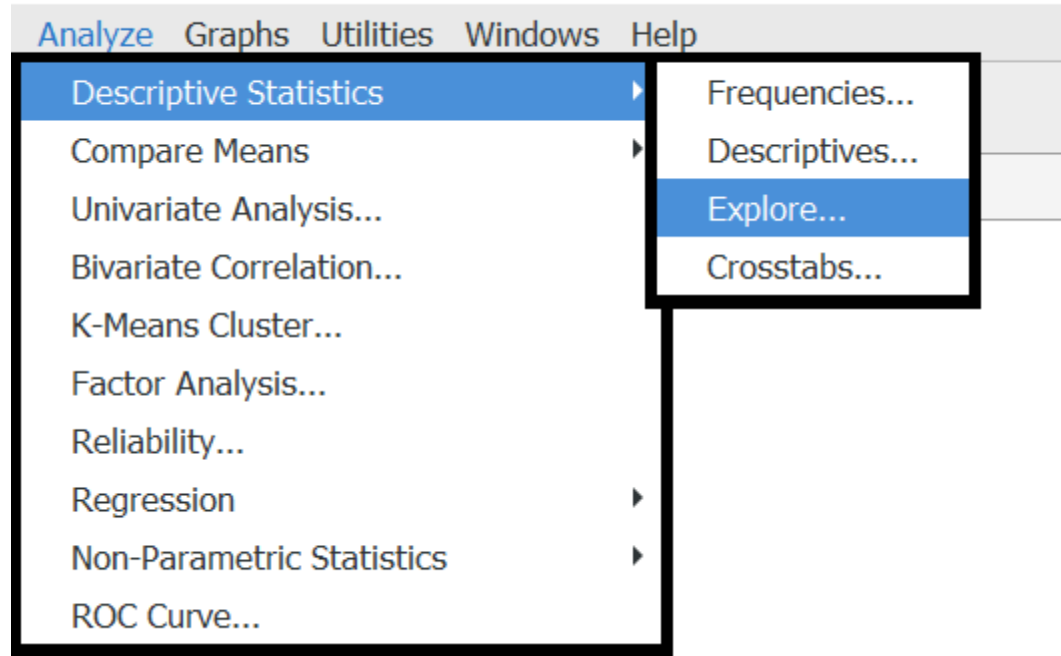 Analyze Graphs Utilities Windows Help
Descriptive Statistics
Compare Means
Univariate Analysis...
Bivariate Correlation...
K-Means Cluster...
Factor Analysis...
Reliability...
Regression
Non-Parametric Statistics
ROC Curve...
Frequencies...
Descriptives...
Explore...
Crosstabs...